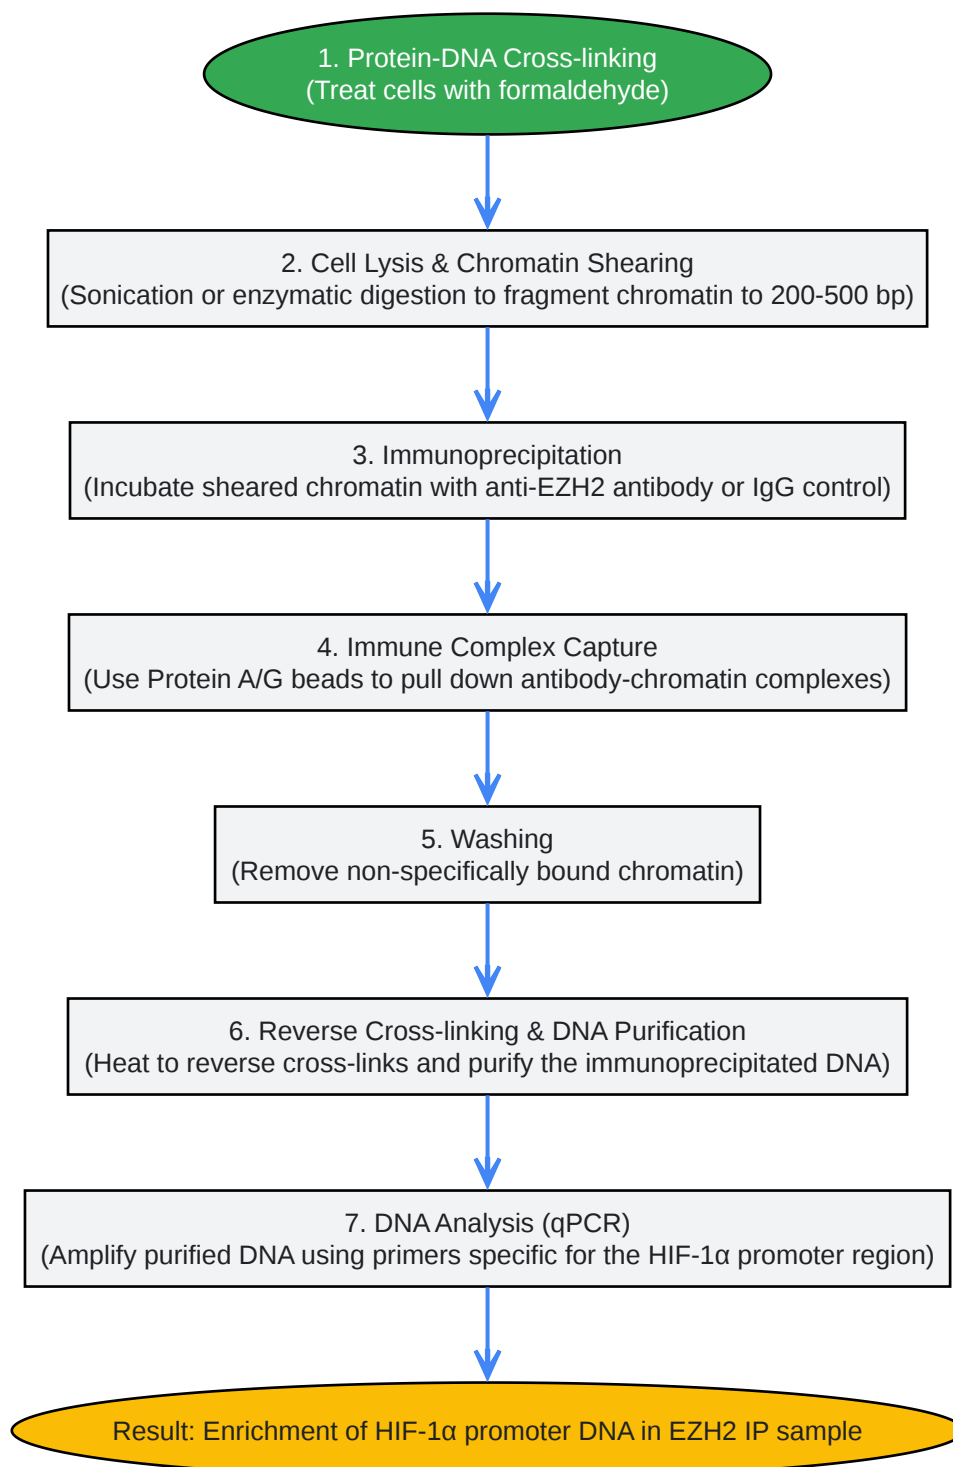 1. Protein-DNA Cross-linking
(Treat cells with formaldehyde)
2. Cell Lysis & Chromatin Shearing
(Sonication or enzymatic digestion to fragment chromatin to 200-500 bp)
3. Immunoprecipitation
(Incubate sheared chromatin with anti-EZH2 antibody or IgG control)
4. Immune Complex Capture
(Use Protein A/G beads to pull down antibody-chromatin complexes)
5. Washing
(Remove non-specifically bound chromatin)
6. Reverse Cross-linking & DNA Purification
(Heat to reverse cross-links and purify the immunoprecipitated DNA)
7. DNA Analysis (qPCR)
(Amplify purified DNA using primers specific for the HIF-1α promoter region)
Result: Enrichment of HIF-1α promoter DNA in EZH2 IP sample